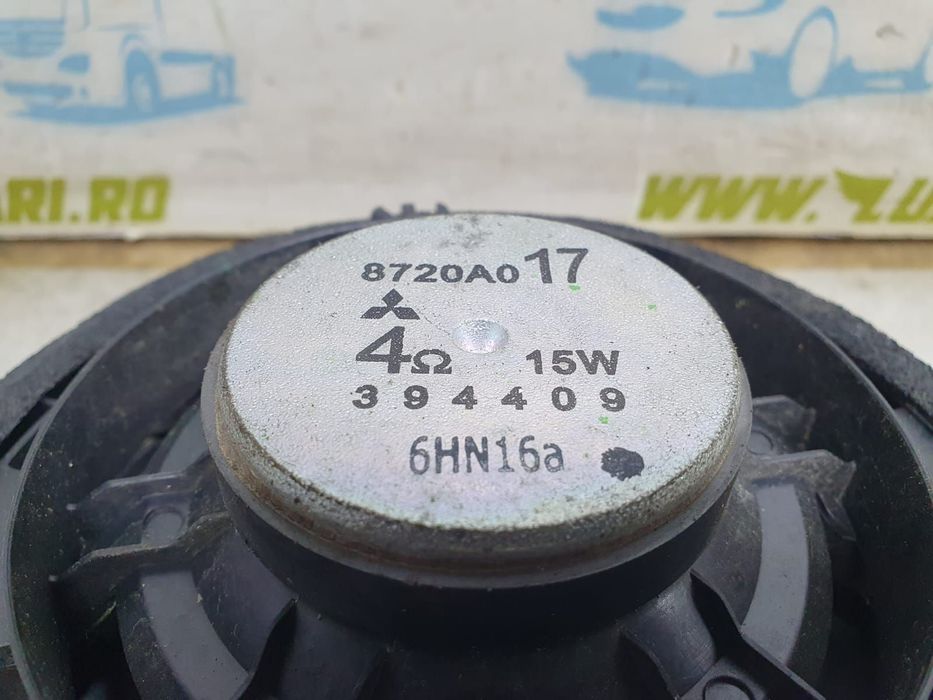 ARI.RO
WWW.
8720A017
4Ω 15W
394409
6HN16a